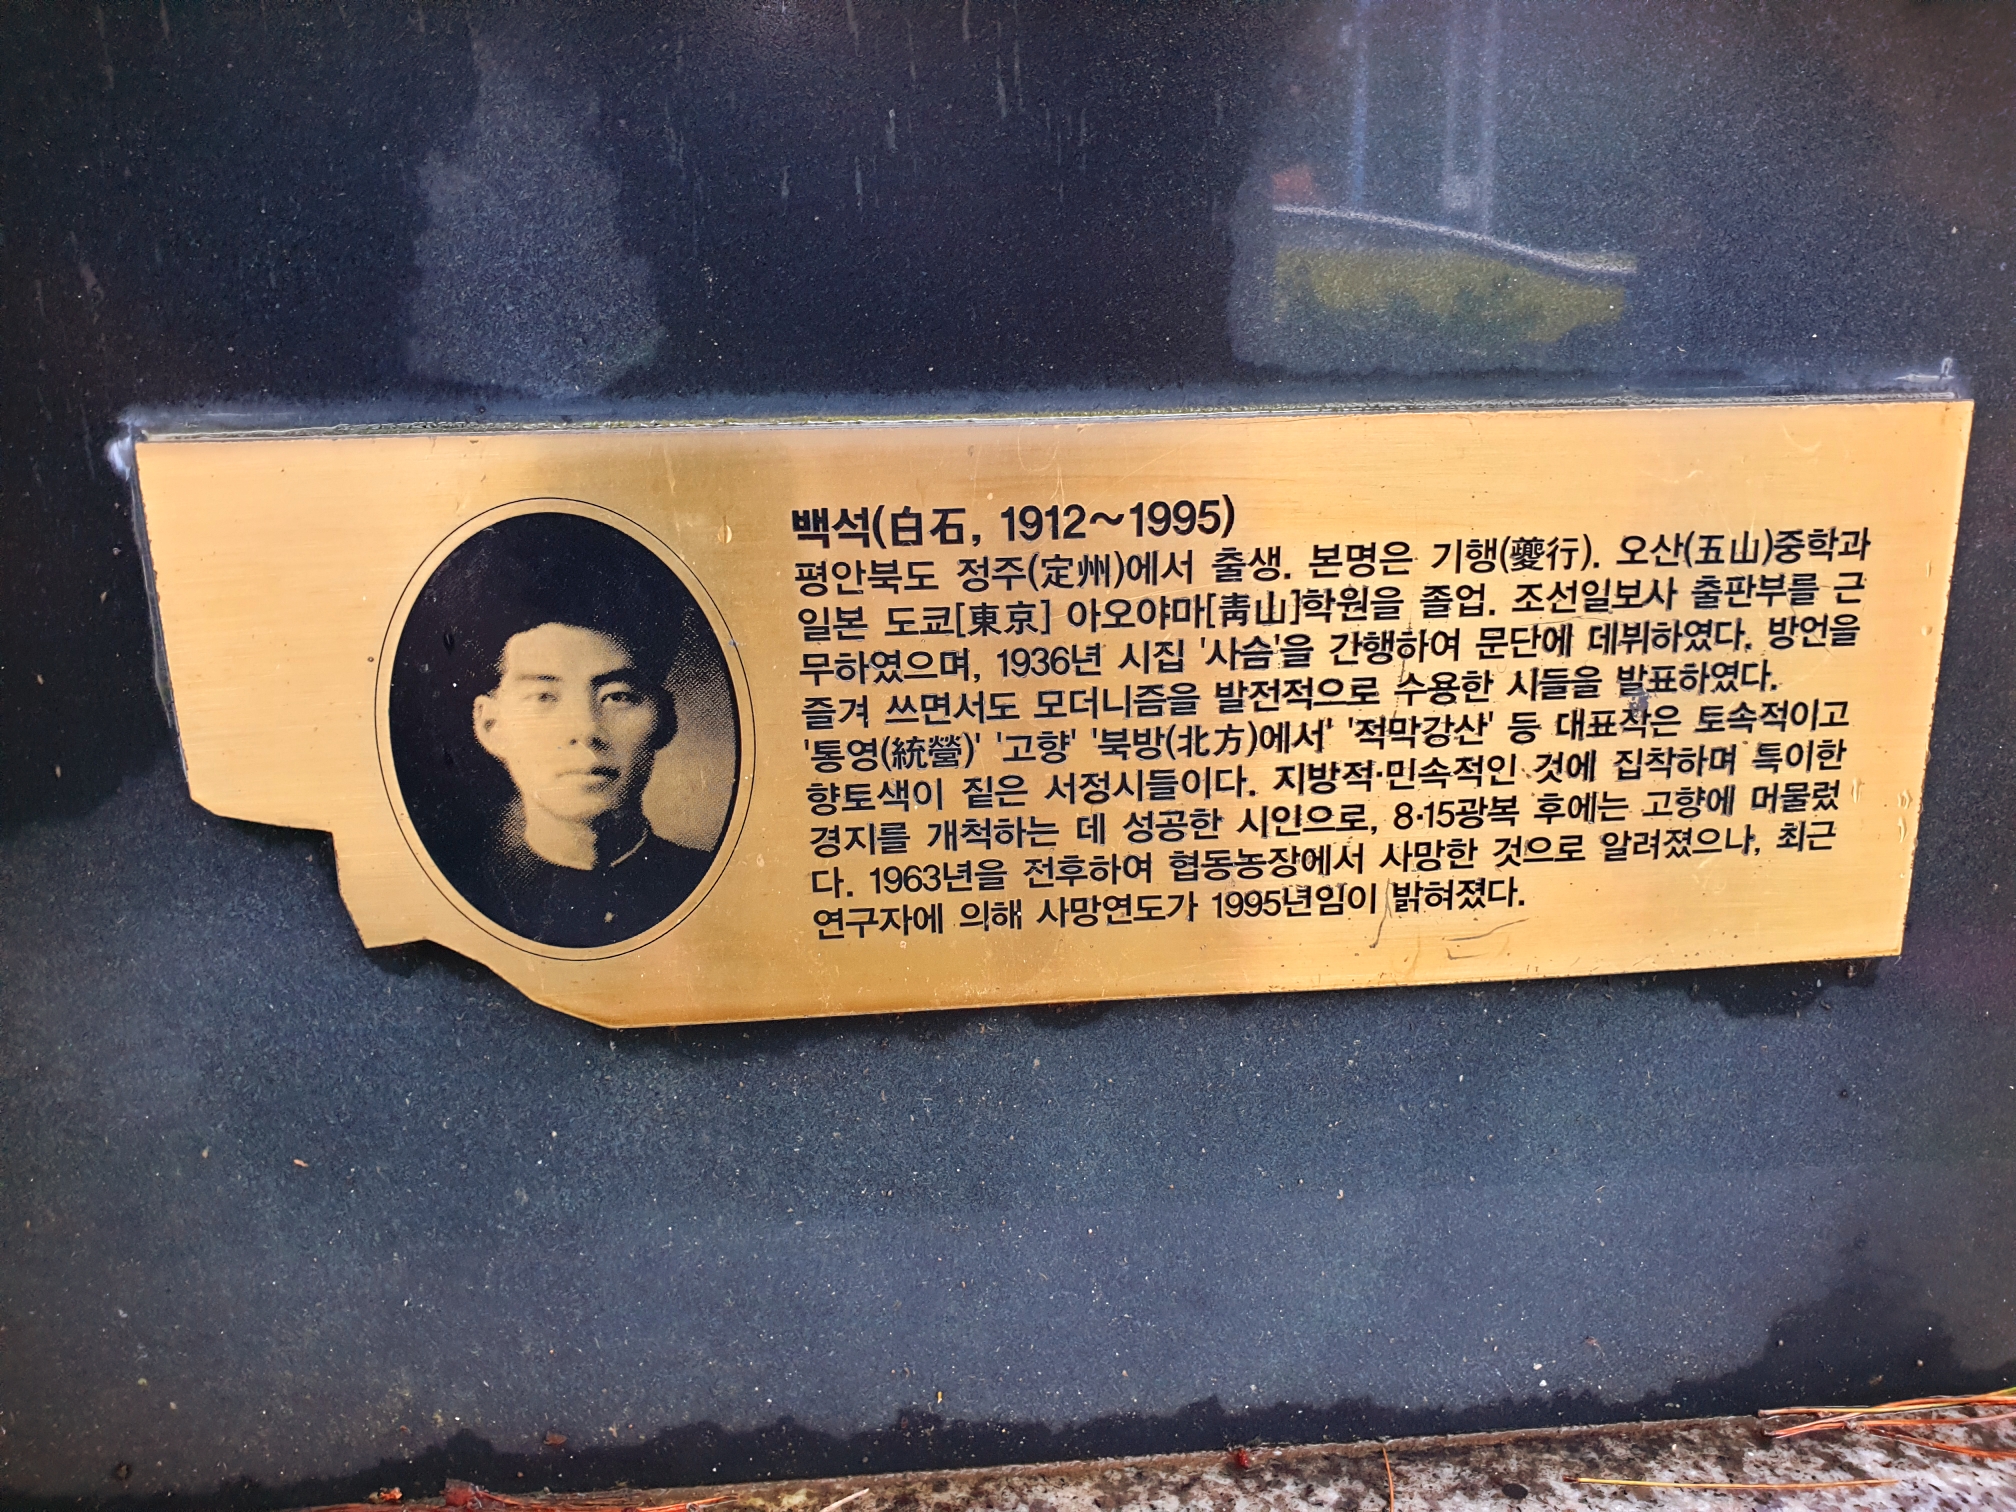 백석(白石, 1912~1995)
평안북도 정주(定州)에서 출생. 본명은 기행(夔行). 오산(五山)중학과
일본 도쿄[東京] 아오야마[靑山]학원을 졸업. 조선일보사 출판부를 근
무하였으며, 1936년 시집 '사슴'을 간행하여 문단에 데뷔하였다. 방언을
즐겨 쓰면서도 모더니즘을 발전적으로 수용한 시들을 발표하였다.
'통영(統營)' '고향' '북방(北方)에서' '적막강산' 등 대표작은 토속적이고
향토색이 짙은 서정시들이다. 지방적·민속적인 것에 집착하며 특이한
경지를 개척하는 데 성공한 시인으로, 8·15광복 후에는 고향에 머물렀
다. 1963년을 전후하여 협동농장에서 사망한 것으로 알려졌으나, 최근
연구자에 의해 사망연도가 1995년임이 밝혀졌다.